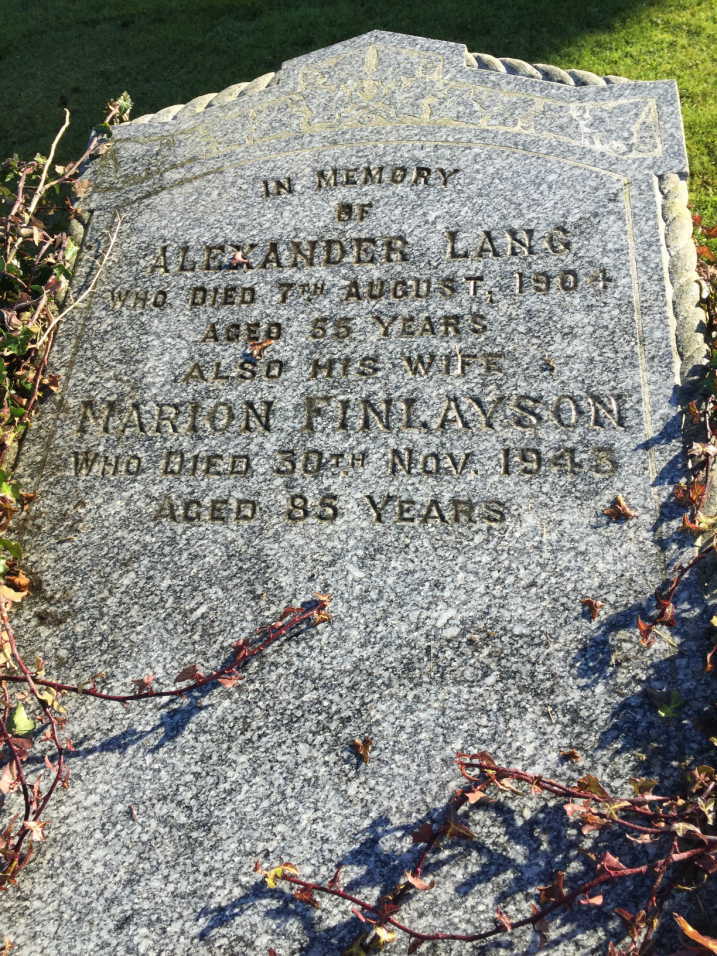 IN MEMORY
OF
ALEXANDER LANG
WHO DIED 7TH AUGUST, 1904
AGED 55 YEARS
ALSO HIS WIFE
MARION FINLAYSON
WHO DIED 30TH NOV. 1943
AGED 85 YEARS